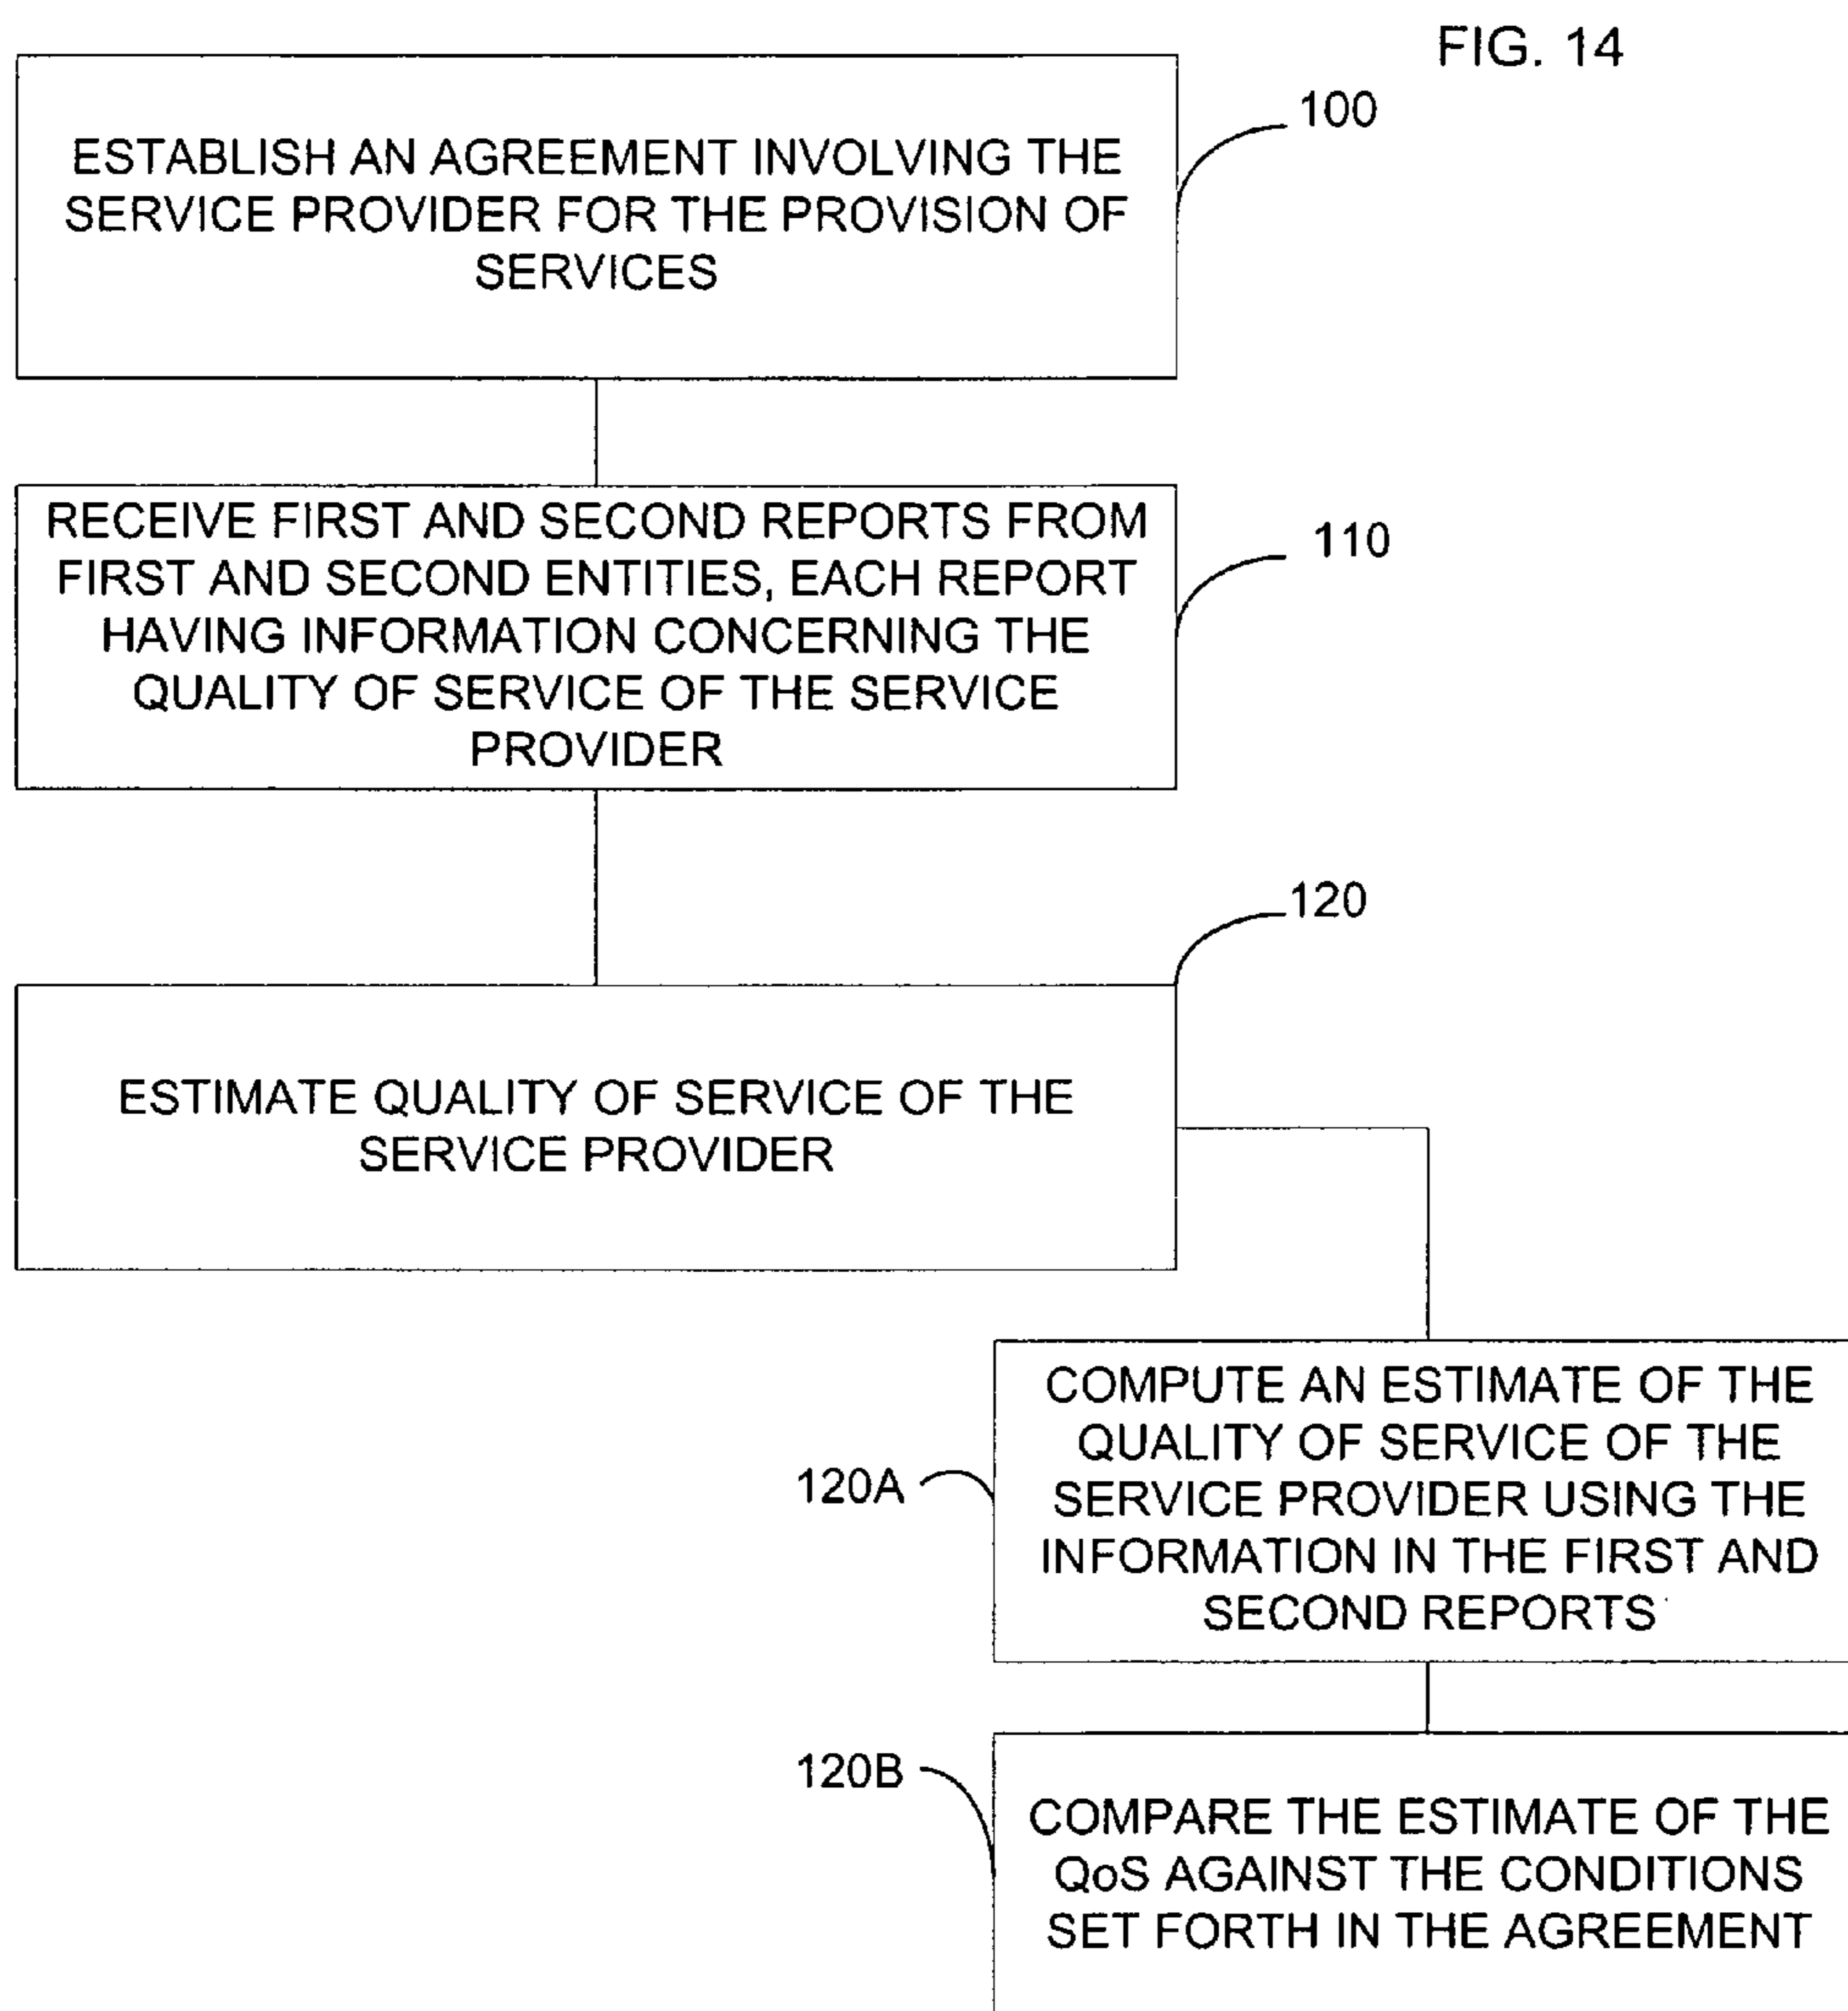 FIG. 14
100
ESTABLISH AN AGREEMENT INVOLVING THE
SERVICE PROVIDER FOR THE PROVISION OF
SERVICES
110
RECEIVE FIRST AND SECOND REPORTS FROM
FIRST AND SECOND ENTITIES, EACH REPORT
HAVING INFORMATION CONCERNING THE
QUALITY OF SERVICE OF THE SERVICE
PROVIDER
120
ESTIMATE QUALITY OF SERVICE OF THE
SERVICE PROVIDER
120A
COMPUTE AN ESTIMATE OF THE
QUALITY OF SERVICE OF THE
SERVICE PROVIDER USING THE
INFORMATION IN THE FIRST AND
SECOND REPORTS
120B
COMPARE THE ESTIMATE OF THE
QoS AGAINST THE CONDITIONS
SET FORTH IN THE AGREEMENT